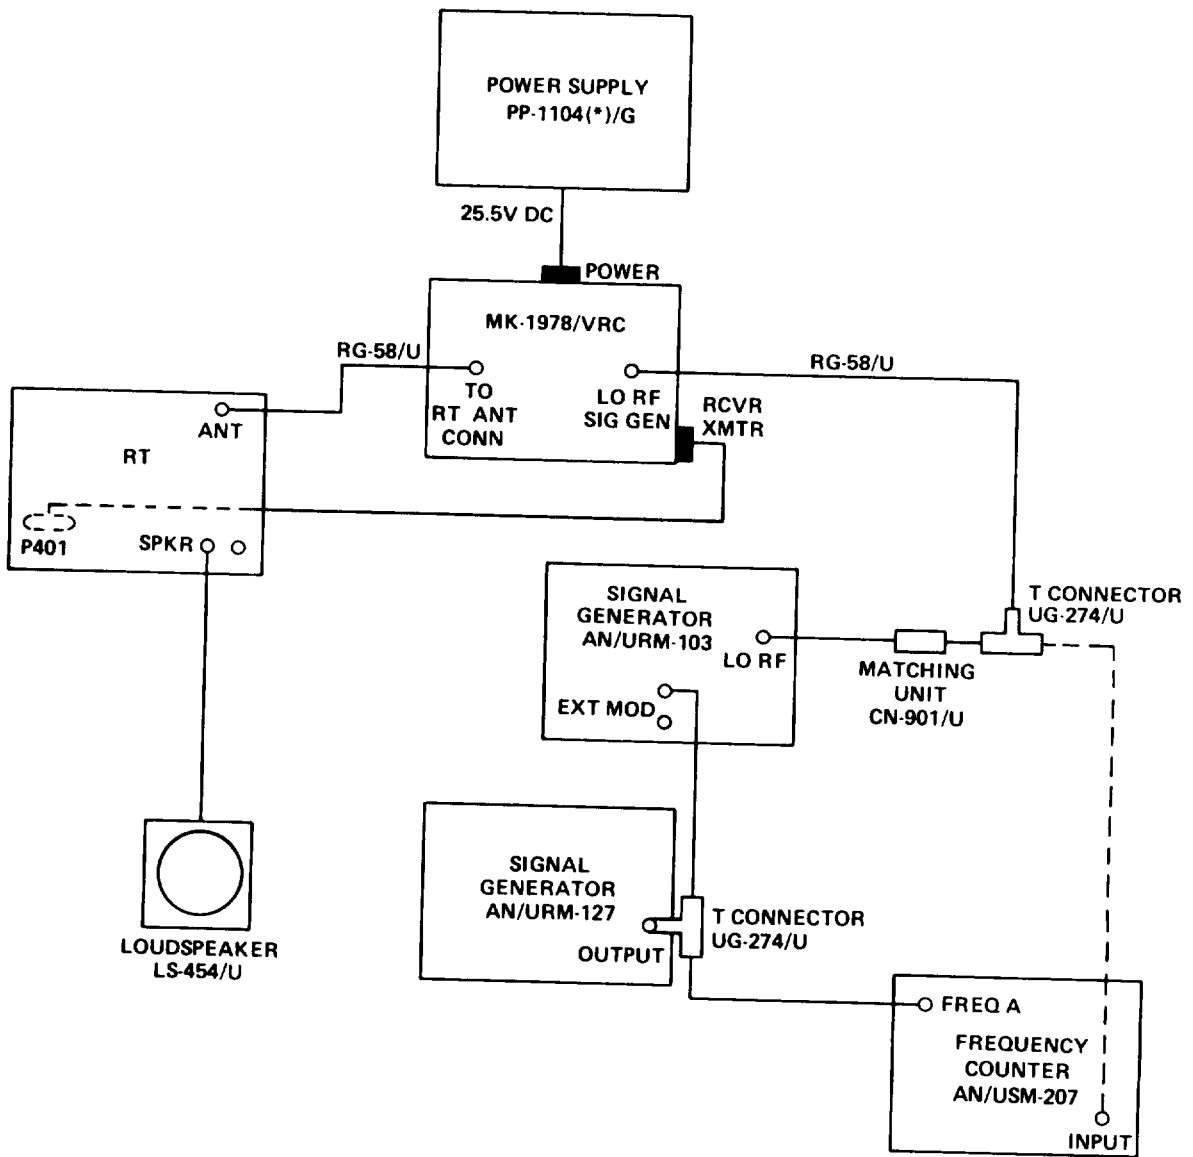 POWER SUPPLY
PP-1104(*)/G
25.5V DC
POWER
MK-1978/VRC
RG-58/U
TO
RT ANT
CONN
LO RF
SIG GEN
RCVR
XMTR
RG-58/U
ANT
RT
P401
SPKR
SIGNAL
GENERATOR
AN/URM-103
LO RF
EXT MOD
T CONNECTOR
UG-274/U
MATCHING
UNIT
CN-901/U
SIGNAL
GENERATOR
AN/URM-127
OUTPUT
T CONNECTOR
UG-274/U
LOUDSPEAKER
LS-454/U
FREQ A
FREQUENCY
COUNTER
AN/USM-207
INPUT